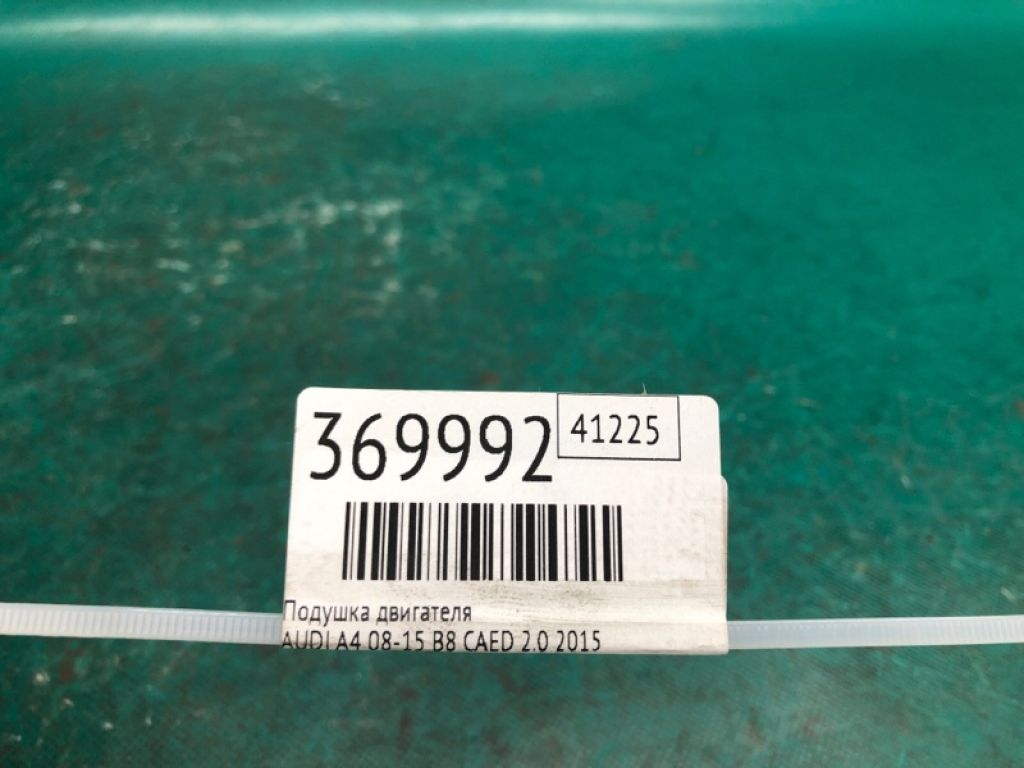 369992 41225
Подушка двигателя
AUDI A4 08-15 B8 CAED 2.0 2015